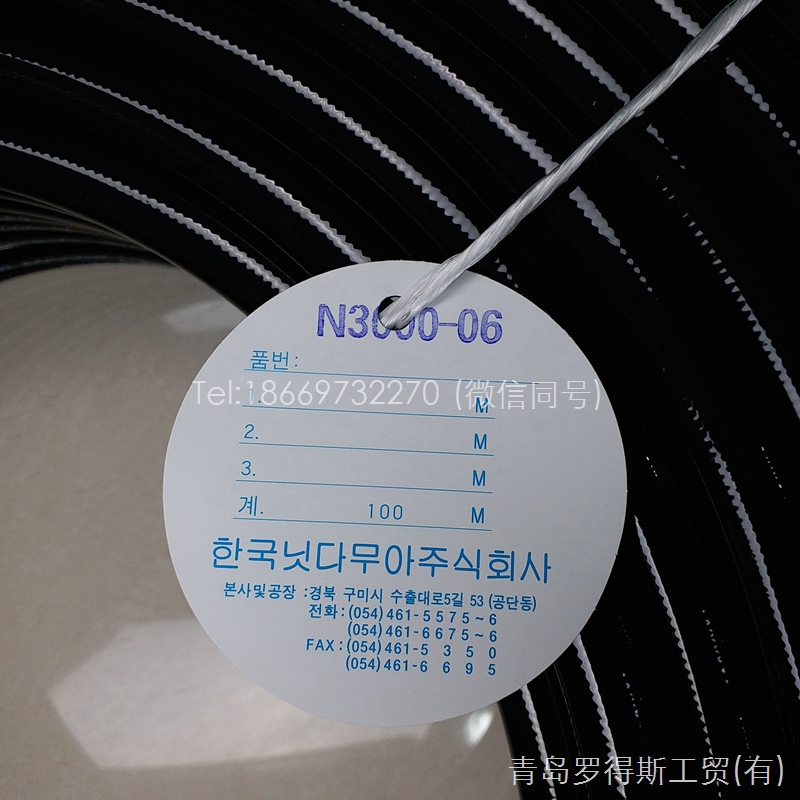 N3000-06
품번:
Tel:18669732270 (微信同号)
1. M
2. M
3. M
계. 100 M
한국닛다무아주식회사
본사및공장 :경북 구미시 수출대로5길 53 (공단동)
전화:(054)461-5575~6
(054)461-6675~6
FAX:(054)461-5350
(054)461-6695
青岛罗得斯工贸(有)